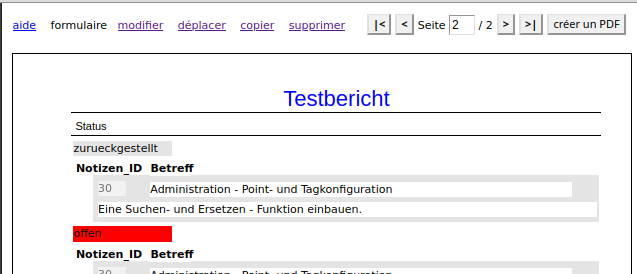 aide formulaire modifier déplacer copier supprimer |< < Seite 2 / 2 > >| créer un PDF
Testbericht
Status
zurueckgestellt
Notizen_ID Betreff
30 Administration - Point- und Tagkonfiguration
Eine Suchen- und Ersetzen - Funktion einbauen.
offen
Notizen_ID Betreff
30 Administration - Point- und Tagkonfiguration